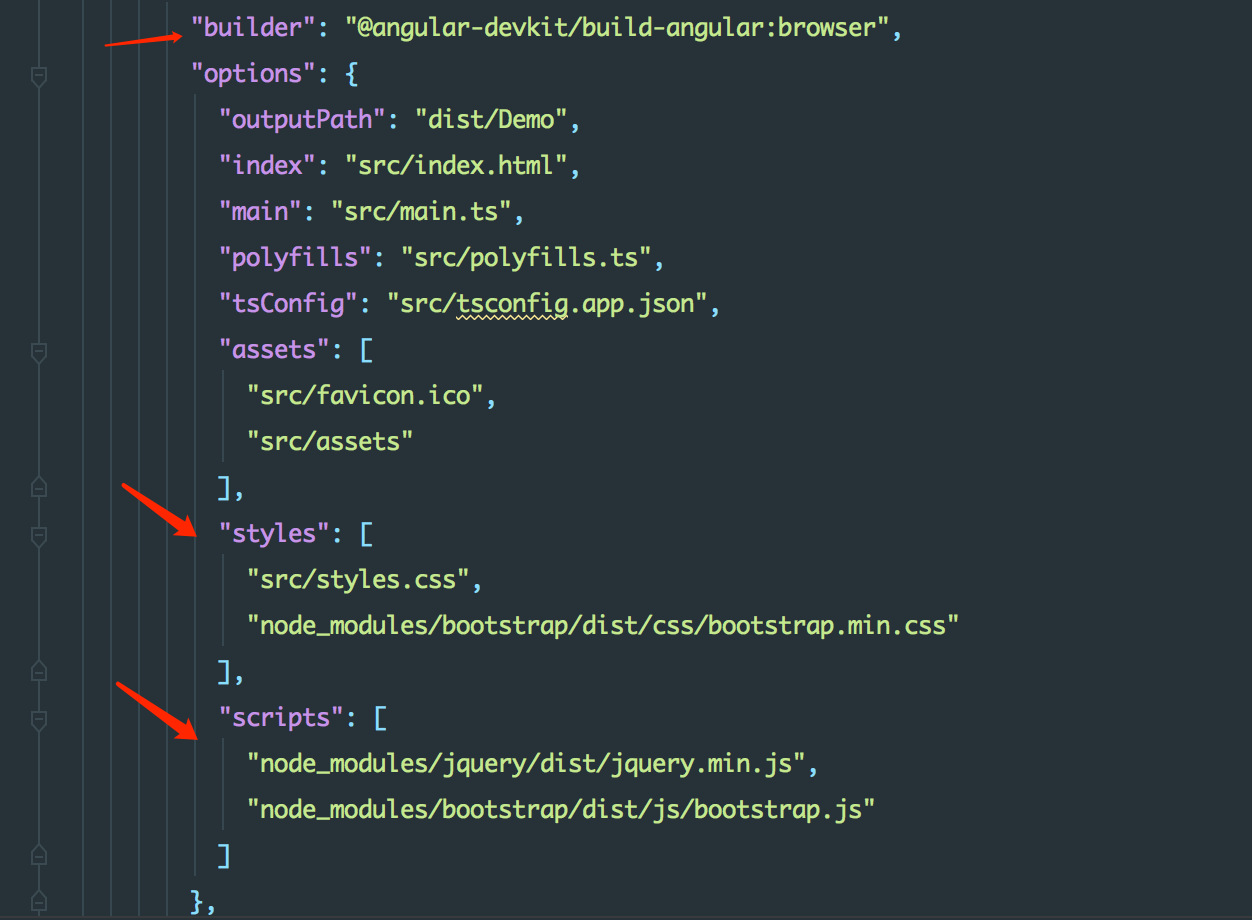 "builder": "@angular-devkit/build-angular:browser",
"options": {
"outputPath": "dist/Demo",
"index": "src/index.html",
"main": "src/main.ts",
"polyfills": "src/polyfills.ts",
"tsConfig": "src/tsconfig.app.json",
"assets": [
"src/favicon.ico",
"src/assets"
],
"styles": [
"src/styles.css",
"node_modules/bootstrap/dist/css/bootstrap.min.css"
],
"scripts": [
"node_modules/jquery/dist/jquery.min.js",
"node_modules/bootstrap/dist/js/bootstrap.js"
]
},